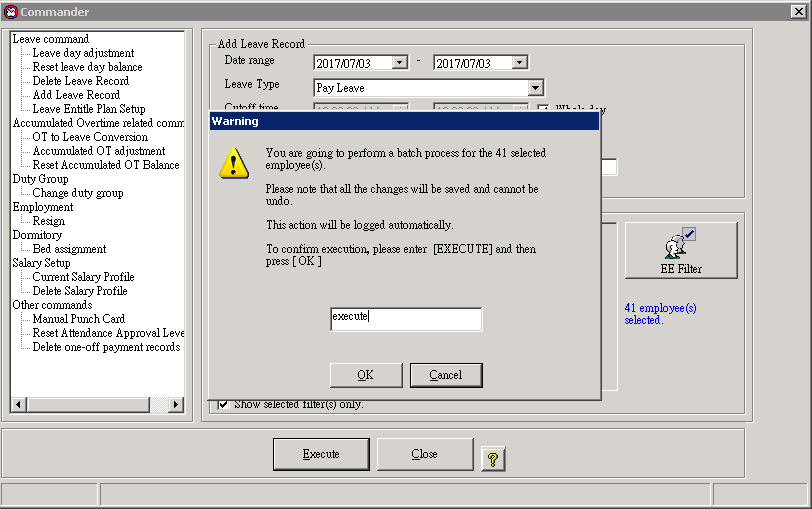 Commander
Leave command
Leave day adjustment
Reset leave day balance
Delete Leave Record
Add Leave Record
Leave Entitle Plan Setup
Accumulated Overtime related comm
OT to Leave Conversion
Accumulated OT adjustment
Reset Accumulated OT Balance
Duty Group
Change duty group
Employment
Resign
Dormitory
Bed assignment
Salary Setup
Current Salary Profile
Delete Salary Profile
Other commands
Manual Punch Card
Reset Attendance Approval Leve
Delete one-off payment records
Add Leave Record
Date range 2017/07/03 - 2017/07/03
Leave Type Pay Leave
Cutoff time Whole day
Warning
You are going to perform a batch process for the 41 selected
employee(s).
Please note that all the changes will be saved and cannot be
undo.
This action will be logged automatically.
To confirm execution, please enter [EXECUTE] and then
press [ OK ]
execute
OK Cancel
EE Filter
41 employee(s)
selected.
Show selected filter(s) only.
Execute Close ?